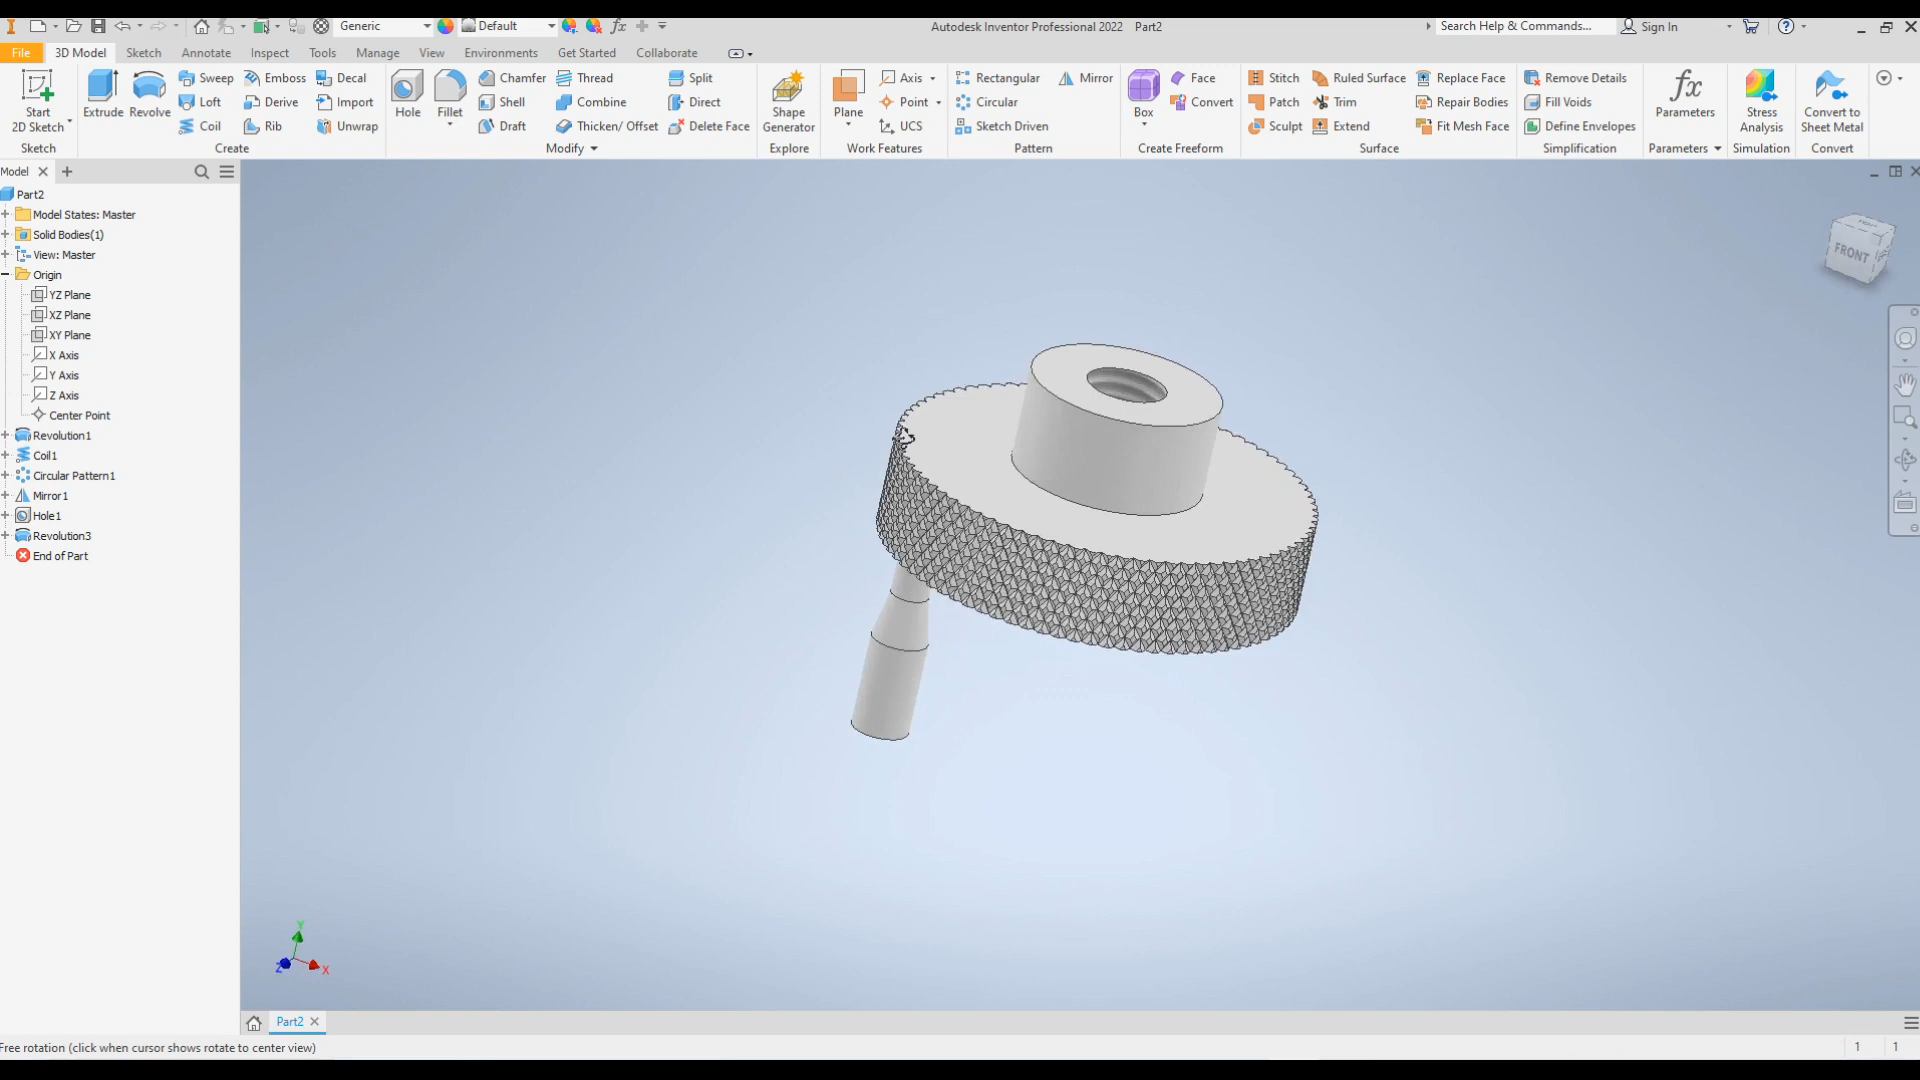 Generic
Default
fx
Autodesk Inventor Professional 2022 Part2
Search Help & Commands...
Sign In
File 3D Model Sketch Annotate Inspect Tools Manage View Environments Get Started Collaborate
Start
2D Sketch
Sketch
Extrude
Revolve
Sweep
Emboss
Decal
Loft
Derive
Import
Coil
Rib
Unwrap
Create
Hole
Fillet
Chamfer
Thread
Split
Shell
Combine
Direct
Draft
Thicken/ Offset
Delete Face
Modify
Shape
Generator
Explore
Plane
Axis
Point
UCS
Work Features
Rectangular
Mirror
Circular
Sketch Driven
Pattern
Box
Face
Convert
Create Freeform
Stitch
Ruled Surface
Replace Face
Patch
Trim
Repair Bodies
Sculpt
Extend
Fit Mesh Face
Surface
Remove Details
Fill Voids
Define Envelopes
Simplification
fx
Parameters
Parameters
Stress
Analysis
Simulation
Convert to
Sheet Metal
Convert
Model
Part2
Model States: Master
Solid Bodies(1)
View: Master
Origin
YZ Plane
XZ Plane
XY Plane
X Axis
Y Axis
Z Axis
Center Point
Revolution1
Coil1
Circular Pattern1
Mirror1
Hole1
Revolution3
End of Part
FRONT
Y
Z
X
Part2
Free rotation (click when cursor shows rotate to center view)
1 1